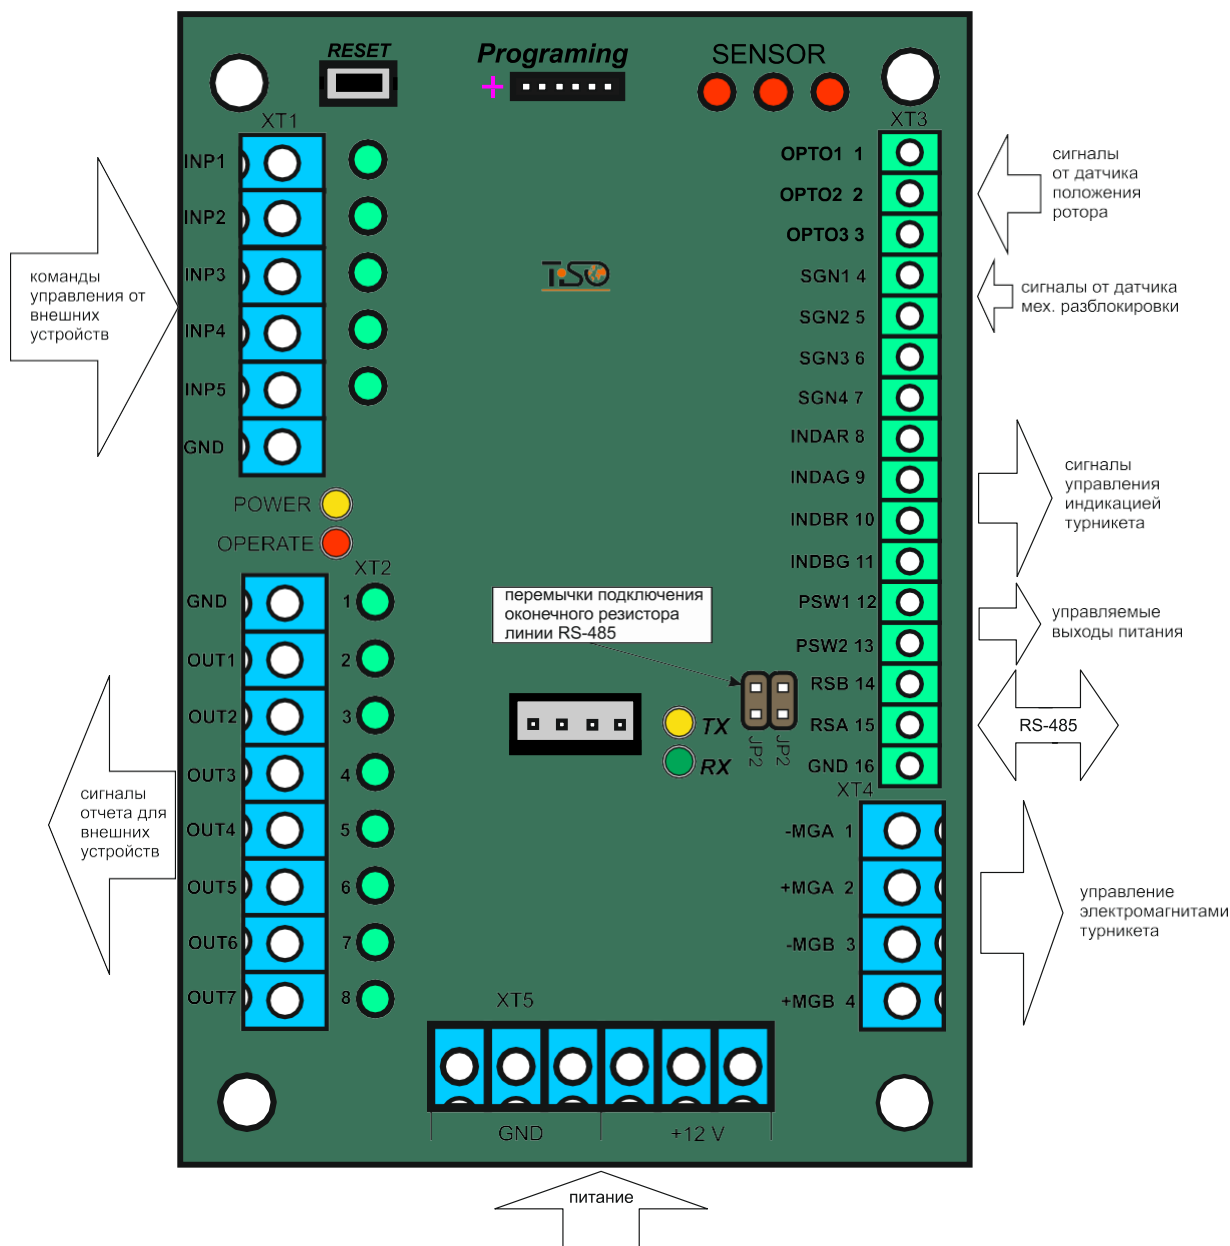 RESET
Programing
+
SENSOR
XT1
INP1
INP2
INP3
INP4
INP5
GND
команды
управления от
внешних
устройств
POWER
OPERATE
XT2
GND 1
OUT1 2
OUT2 3
OUT3 4
OUT4 5
OUT5 6
OUT6 7
OUT7 8
сигналы
отчета для
внешних
устройств
TiSO
перемычки подключения
оконечного резистора
линии RS-485
TX
RX
JP2
JP2
XT3
OPTO1 1
OPTO2 2
OPTO3 3
SGN1 4
SGN2 5
SGN3 6
SGN4 7
INDAR 8
INDAG 9
INDBR 10
INDBG 11
PSW1 12
PSW2 13
RSB 14
RSA 15
GND 16
сигналы
от датчика
положения
ротора
сигналы от датчика
мех. разблокировки
сигналы
управления
индикацией
турникета
управляемые
выходы питания
RS-485
XT4
-MGA 1
+MGA 2
-MGB 3
+MGB 4
управление
электромагнитами
турникета
XT5
GND
+12 V
питание